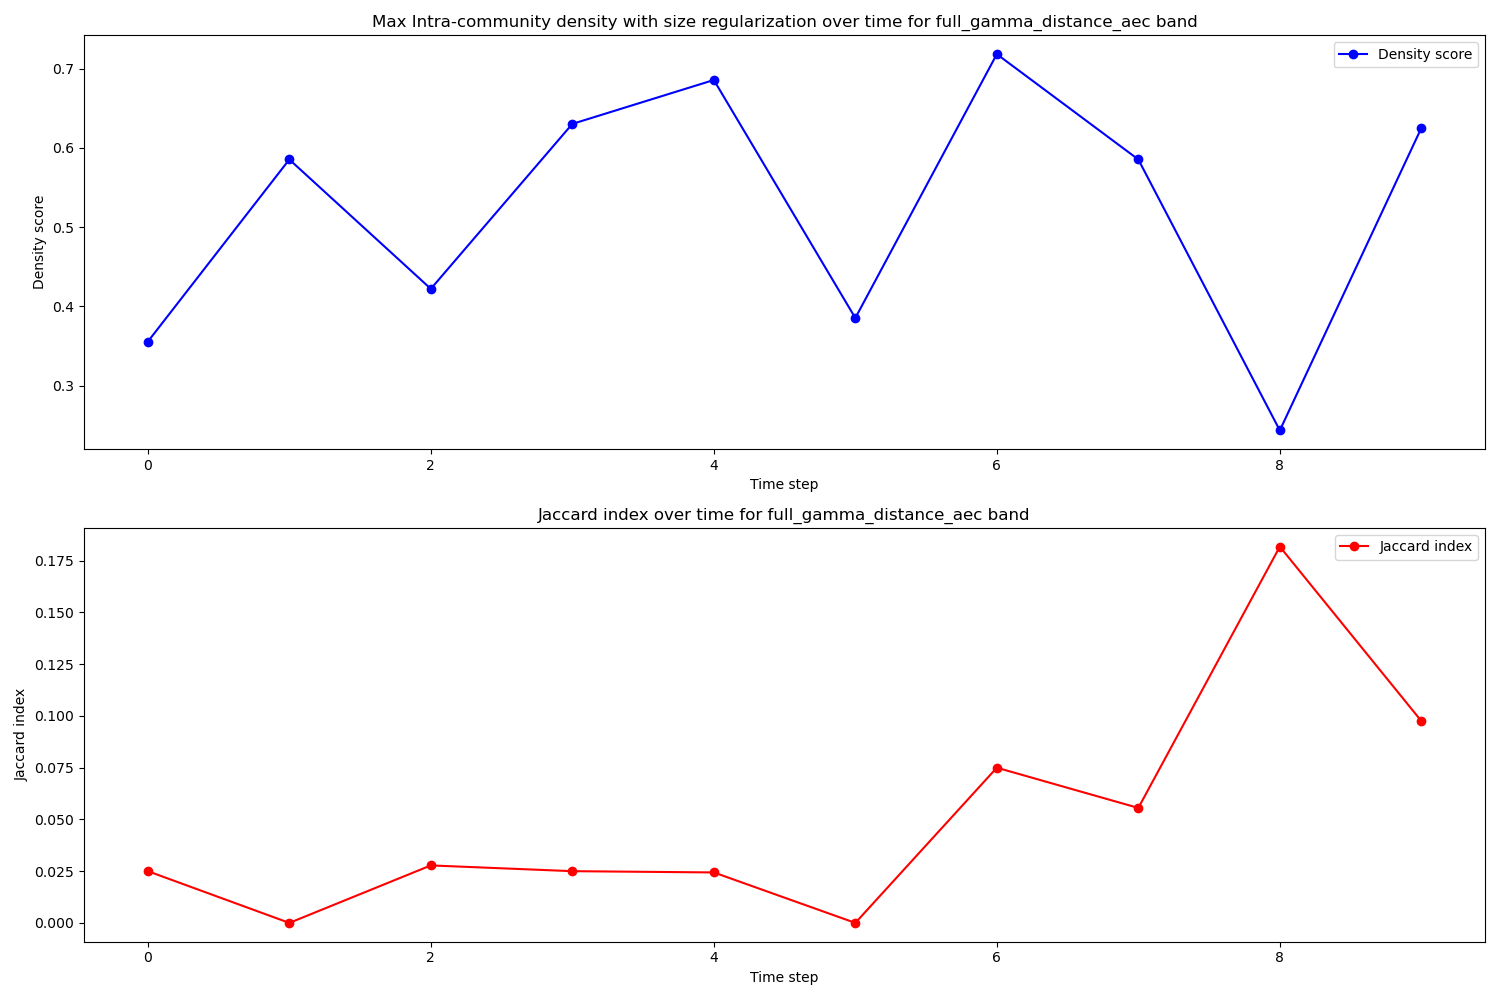 Max Intra-community density with size regularization over time for full_gamma_distance_aec band
Density score
0.7
0.6
0.5
0.4
0.3
Density score
0 2 4 6 8
Time step
Jaccard index over time for full_gamma_distance_aec band
Jaccard index
0.175
0.150
0.125
0.100
0.075
0.050
0.025
0.000
Jaccard index
0 2 4 6 8
Time step